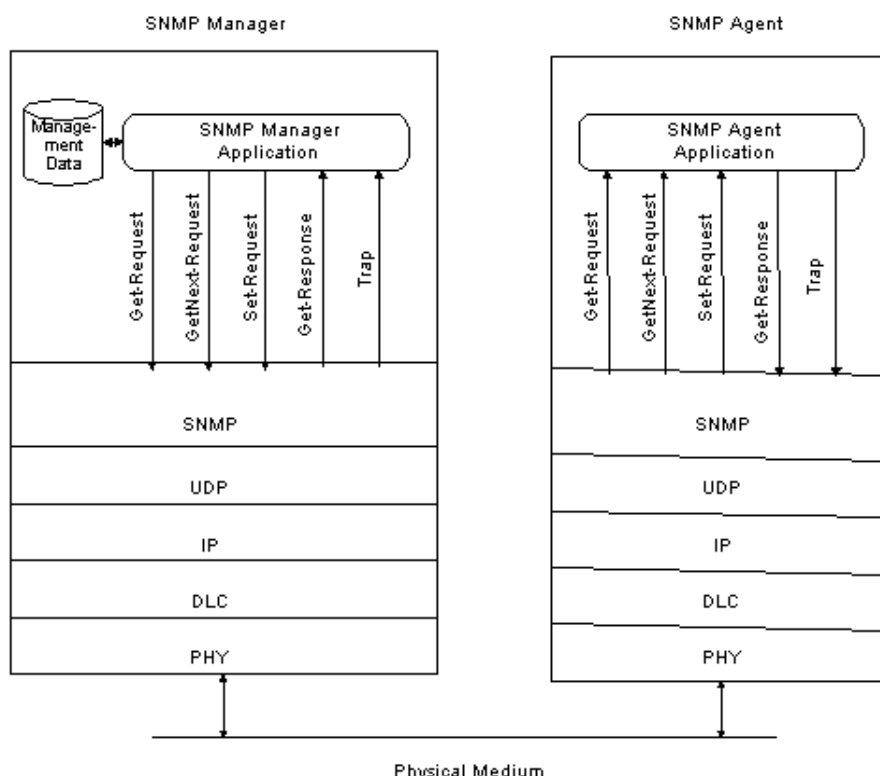 SNMP Manager
SNMP Agent
Manage-
ment
Data
SNMP Manager
Application
Get-Request
GetNext-Request
Set-Request
Get-Response
Trap
SNMP
UDP
IP
DLC
PHY
SNMP Agent
Application
Get-Request
GetNext-Request
Set-Request
Get-Response
Trap
SNMP
UDP
IP
DLC
PHY
Physical Medium